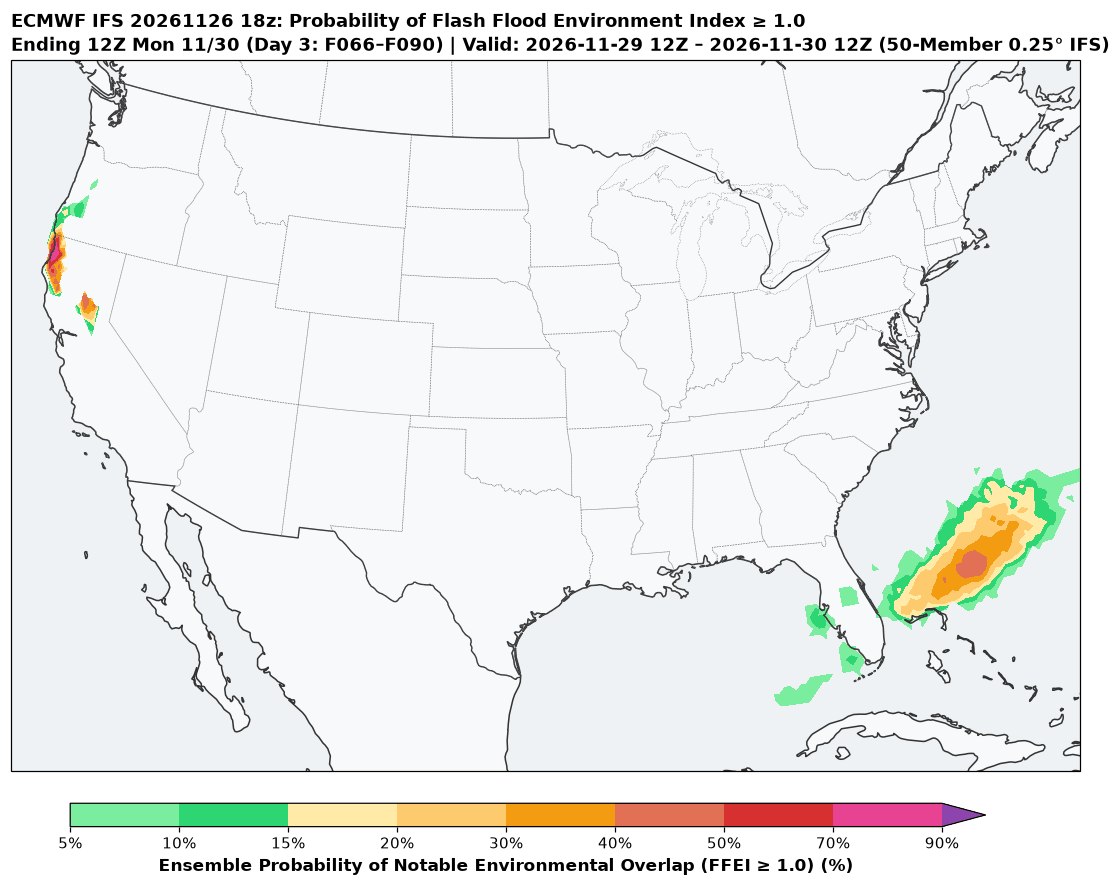 ECMWF IFS 20261126 18z: Probability of Flash Flood Environment Index ≥ 1.0
Ending 12Z Mon 11/30 (Day 3: F066–F090) | Valid: 2026-11-29 12Z – 2026-11-30 12Z (50-Member 0.25° IFS)
5% 10% 15% 20% 30% 40% 50% 70% 90%
Ensemble Probability of Notable Environmental Overlap (FFEI ≥ 1.0) (%)